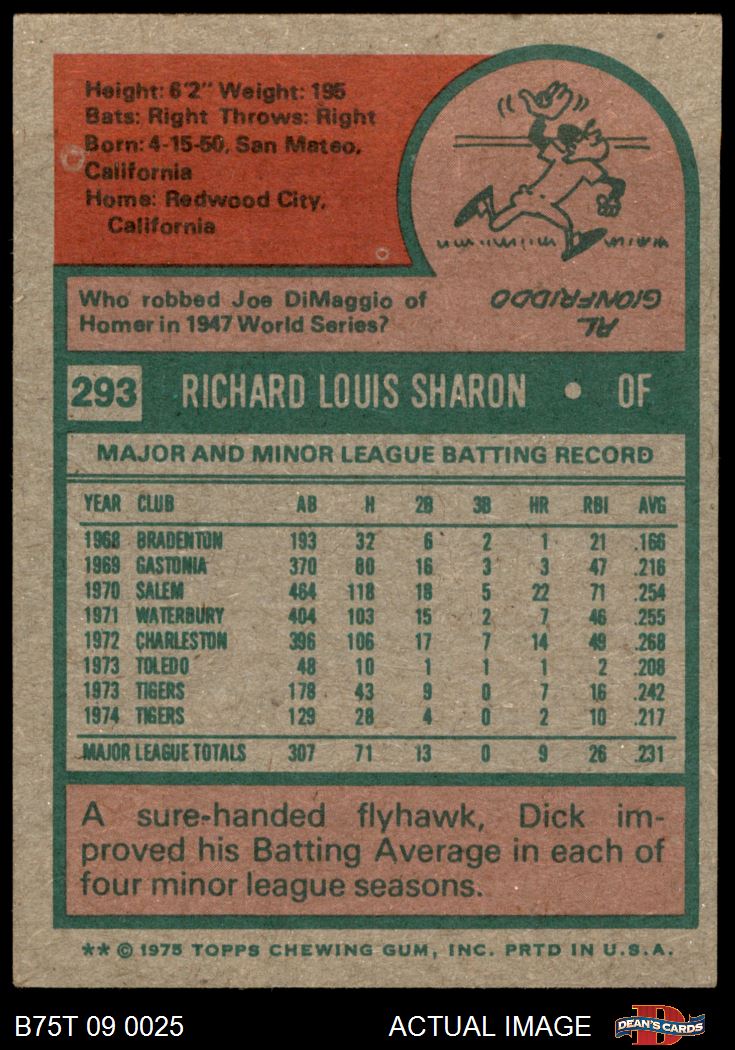 Height: 6'2" Weight: 195
Bats: Right Throws: Right
Born: 4-15-50, San Mateo,
California
Home: Redwood City,
California
Who robbed Joe DiMaggio of
Homer in 1947 World Series?
AL
GIONFRIDDO
293 RICHARD LOUIS SHARON • OF
MAJOR AND MINOR LEAGUE BATTING RECORD
YEAR CLUB AB H 2B 3B HR RBI AVG
1968 BRADENTON 193 32 6 2 1 21 .166
1969 GASTONIA 370 80 16 3 3 47 .216
1970 SALEM 464 118 18 5 22 71 .254
1971 WATERBURY 404 103 15 2 7 46 .255
1972 CHARLESTON 396 106 17 7 14 49 .268
1973 TOLEDO 48 10 1 1 1 2 .208
1973 TIGERS 178 43 9 0 7 16 .242
1974 TIGERS 129 28 4 0 2 10 .217
MAJOR LEAGUE TOTALS 307 71 13 0 9 26 .231
A sure-handed flyhawk, Dick im-
proved his Batting Average in each of
four minor league seasons.
** © 1975 TOPPS CHEWING GUM, INC. PRTD IN U.S.A.
B75T 09 0025 ACTUAL IMAGE DEAN'S CARDS